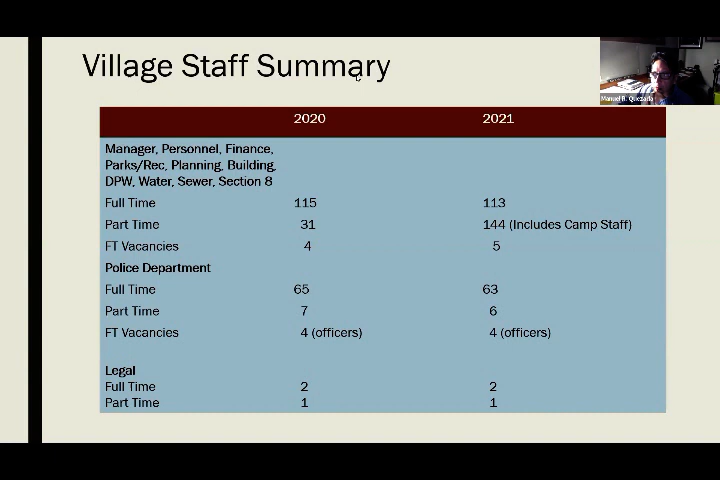 Village Staff Summary
Manuel R. Quezada
2020 2021
Manager, Personnel, Finance,
Parks/Rec, Planning, Building,
DPW, Water, Sewer, Section 8
Full Time 115 113
Part Time 31 144 (Includes Camp Staff)
FT Vacancies 4 5
Police Department
Full Time 65 63
Part Time 7 6
FT Vacancies 4 (officers) 4 (officers)
Legal
Full Time 2 2
Part Time 1 1